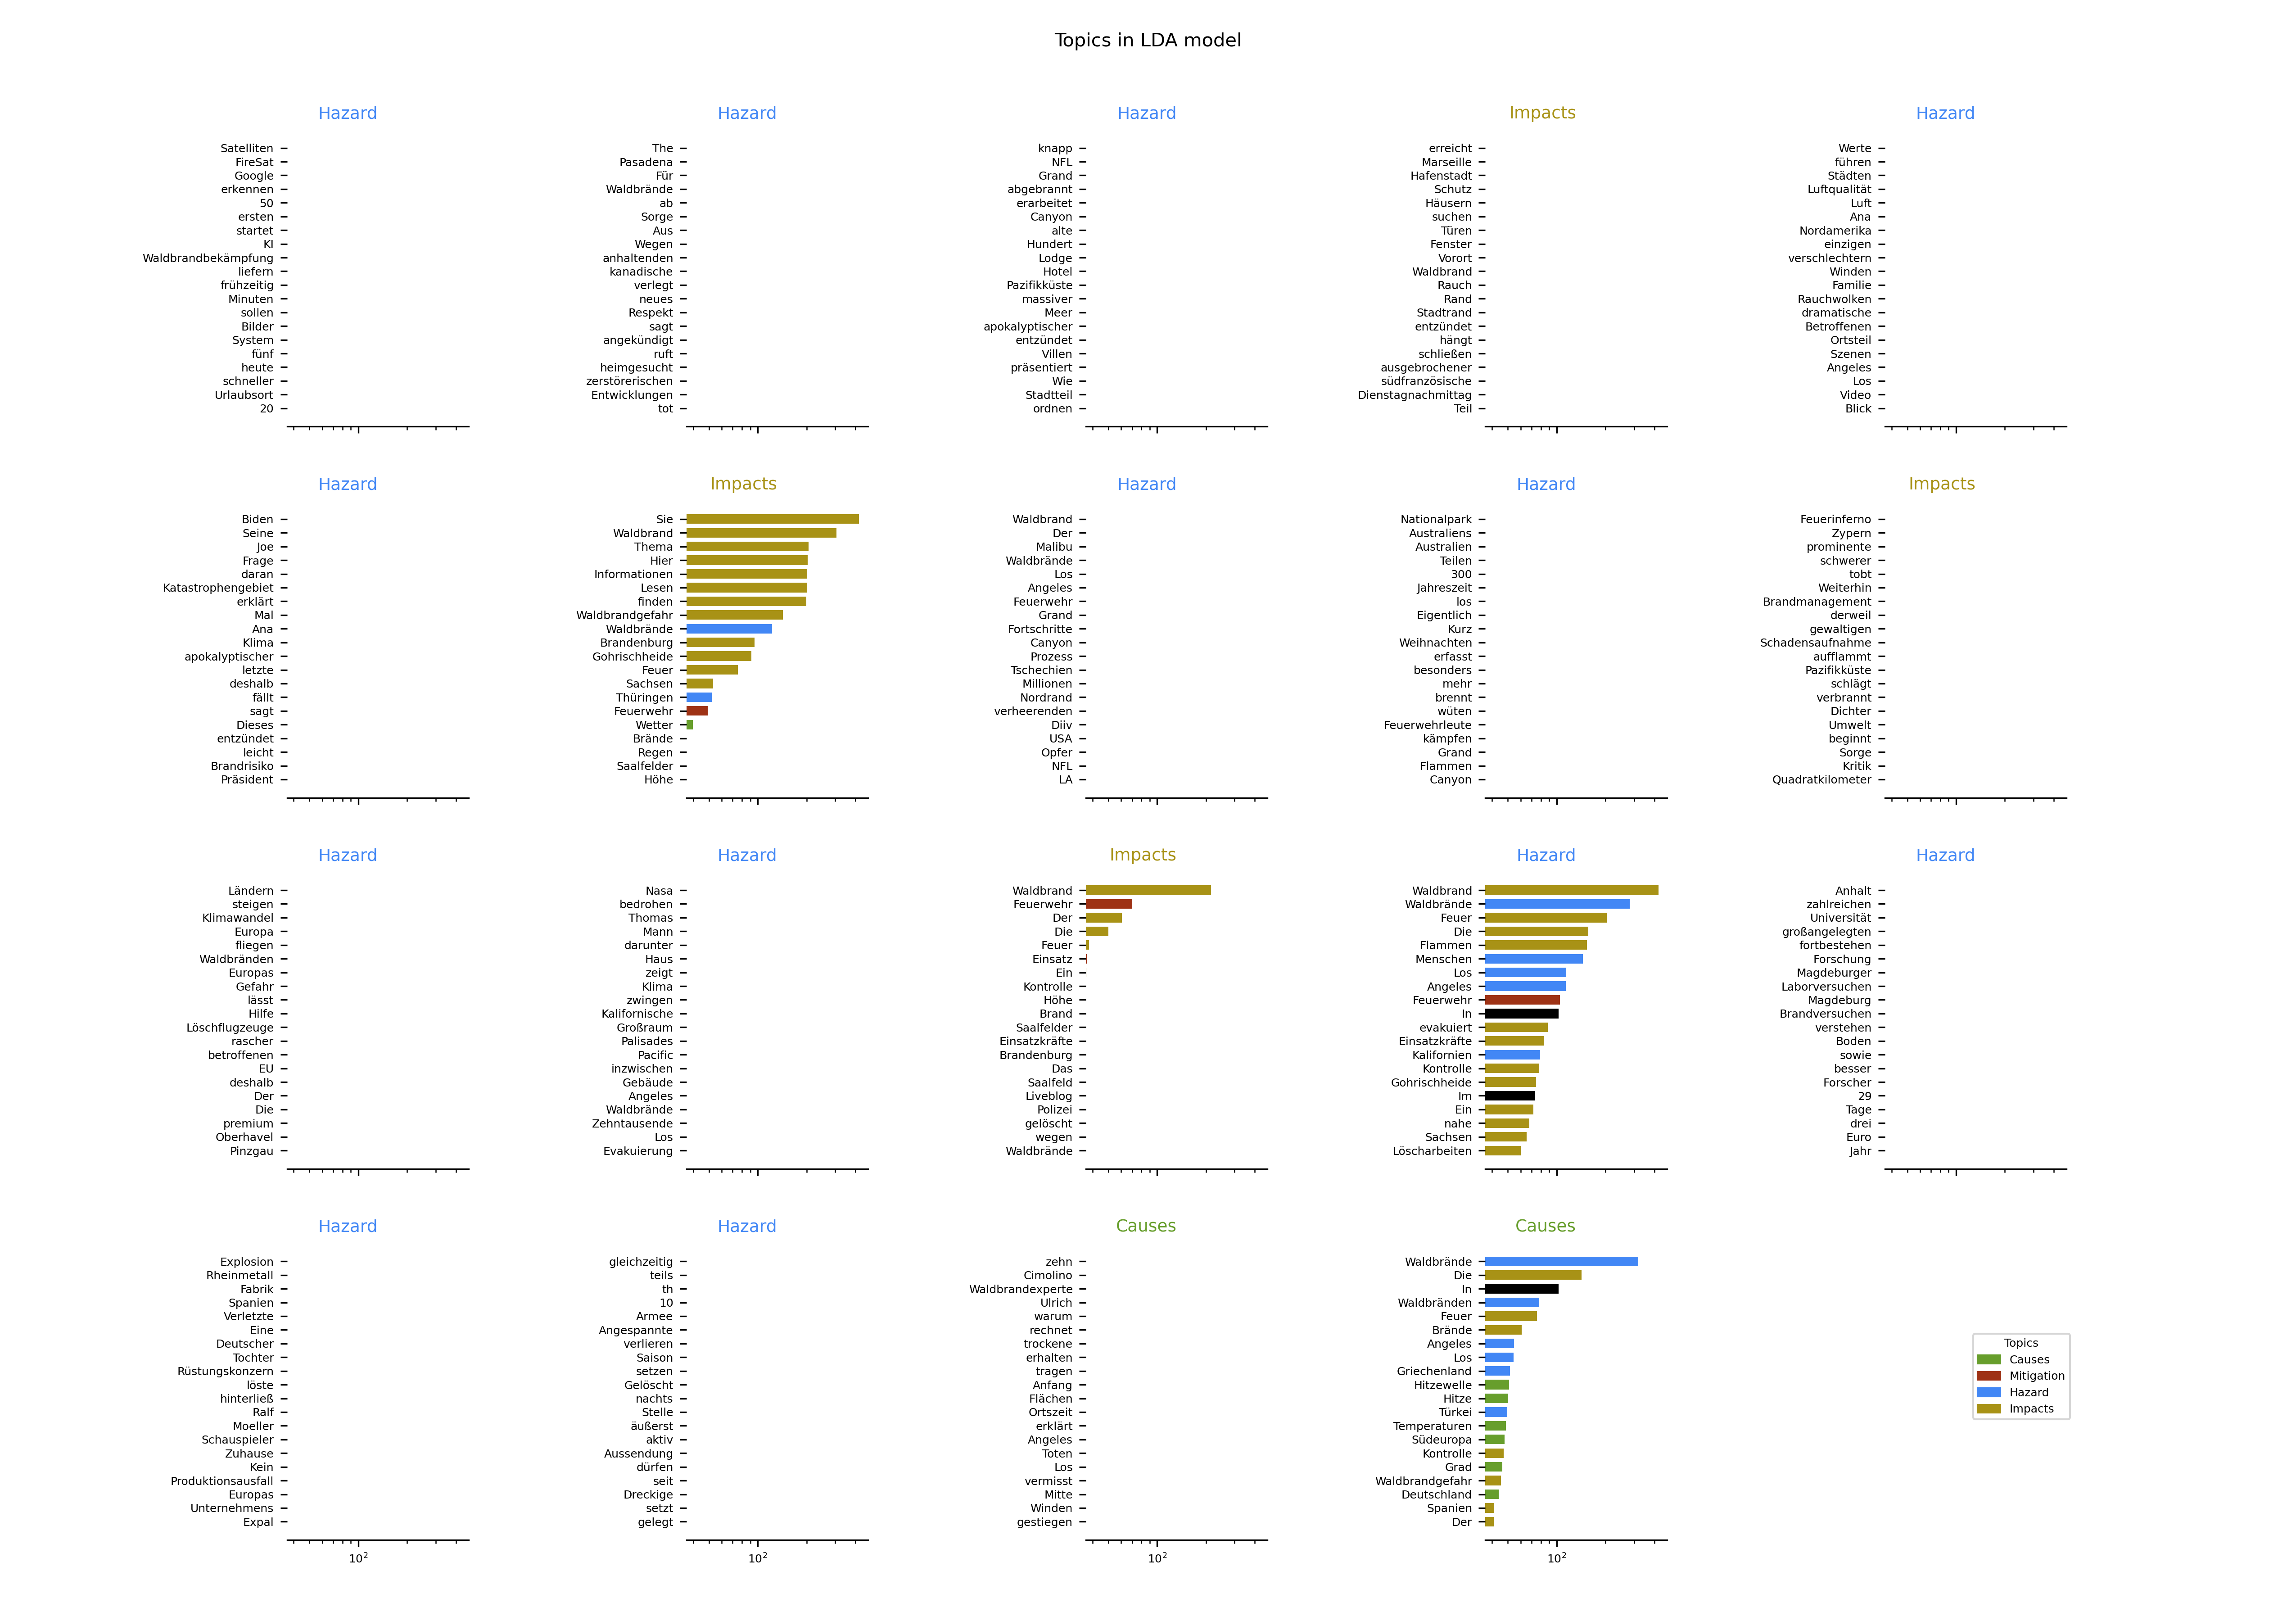 Topics in LDA model
Hazard
Satelliten
FireSat
Google
erkennen
50
ersten
startet
KI
Waldbrandbekämpfung
liefern
frühzeitig
Minuten
sollen
Bilder
System
fünf
heute
schneller
Urlaubsort
20
Hazard
The
Pasadena
Für
Waldbrände
ab
Sorge
Aus
Wegen
anhaltenden
kanadische
verlegt
neues
Respekt
sagt
angekündigt
ruft
heimgesucht
zerstörerischen
Entwicklungen
tot
Hazard
knapp
NFL
Grand
abgebrannt
erarbeitet
Canyon
alte
Hundert
Lodge
Hotel
Pazifikküste
massiver
Meer
apokalyptischer
entzündet
Villen
präsentiert
Wie
Stadtteil
ordnen
Impacts
erreicht
Marseille
Hafenstadt
Schutz
Häusern
suchen
Türen
Fenster
Vorort
Waldbrand
Rauch
Rand
Stadtrand
entzündet
hängt
schließen
ausgebrochener
südfranzösische
Dienstagnachmittag
Teil
Hazard
Werte
führen
Städten
Luftqualität
Luft
Ana
Nordamerika
einzigen
verschlechtern
Winden
Familie
Rauchwolken
dramatische
Betroffenen
Ortsteil
Szenen
Angeles
Los
Video
Blick
Hazard
Biden
Seine
Joe
Frage
daran
Katastrophengebiet
erklärt
Mal
Ana
Klima
apokalyptischer
letzte
deshalb
fällt
sagt
Dieses
entzündet
leicht
Brandrisiko
Präsident
Impacts
Sie
Waldbrand
Thema
Hier
Informationen
Lesen
finden
Waldbrandgefahr
Waldbrände
Brandenburg
Gohrischheide
Feuer
Sachsen
Thüringen
Feuerwehr
Wetter
Brände
Regen
Saalfelder
Höhe
Hazard
Waldbrand
Der
Malibu
Waldbrände
Los
Angeles
Feuerwehr
Grand
Fortschritte
Canyon
Prozess
Tschechien
Millionen
Nordrand
verheerenden
Diiv
USA
Opfer
NFL
LA
Hazard
Nationalpark
Australiens
Australien
Teilen
300
Jahreszeit
los
Eigentlich
Kurz
Weihnachten
erfasst
besonders
mehr
brennt
wüten
Feuerwehrleute
kämpfen
Grand
Flammen
Canyon
Impacts
Feuerinferno
Zypern
prominente
schwerer
tobt
Weiterhin
Brandmanagement
derweil
gewaltigen
Schadensaufnahme
aufflammt
Pazifikküste
schlägt
verbrannt
Dichter
Umwelt
beginnt
Sorge
Kritik
Quadratkilometer
Hazard
Ländern
steigen
Klimawandel
Europa
fliegen
Waldbränden
Europas
Gefahr
lässt
Hilfe
Löschflugzeuge
rascher
betroffenen
EU
deshalb
Der
Die
premium
Oberhavel
Pinzgau
Hazard
Nasa
bedrohen
Thomas
Mann
darunter
Haus
zeigt
Klima
zwingen
Kalifornische
Großraum
Palisades
Pacific
inzwischen
Gebäude
Angeles
Waldbrände
Zehntausende
Los
Evakuierung
Impacts
Waldbrand
Feuerwehr
Der
Die
Feuer
Einsatz
Ein
Kontrolle
Höhe
Brand
Saalfelder
Einsatzkräfte
Brandenburg
Das
Saalfeld
Liveblog
Polizei
gelöscht
wegen
Waldbrände
Hazard
Waldbrand
Waldbrände
Feuer
Die
Flammen
Menschen
Los
Angeles
Feuerwehr
In
evakuiert
Einsatzkräfte
Kalifornien
Kontrolle
Gohrischheide
Im
Ein
nahe
Sachsen
Löscharbeiten
Hazard
Anhalt
zahlreichen
Universität
großangelegten
fortbestehen
Forschung
Magdeburger
Laborversuchen
Magdeburg
Brandversuchen
verstehen
Boden
sowie
besser
Forscher
29
Tage
drei
Euro
Jahr
Hazard
Explosion
Rheinmetall
Fabrik
Spanien
Verletzte
Eine
Deutscher
Tochter
Rüstungskonzern
löste
hinterließ
Ralf
Moeller
Schauspieler
Zuhause
Kein
Produktionsausfall
Europas
Unternehmens
Expal
10²
Hazard
gleichzeitig
teils
th
10
Armee
Angespannte
verlieren
Saison
setzen
Gelöscht
nachts
Stelle
äußerst
aktiv
Aussendung
dürfen
seit
Dreckige
setzt
gelegt
10²
Causes
zehn
Cimolino
Waldbrandexperte
Ulrich
warum
rechnet
trockene
erhalten
tragen
Anfang
Flächen
Ortszeit
erklärt
Angeles
Toten
Los
vermisst
Mitte
Winden
gestiegen
10²
Causes
Waldbrände
Die
In
Waldbränden
Feuer
Brände
Angeles
Los
Griechenland
Hitzewelle
Hitze
Türkei
Temperaturen
Südeuropa
Kontrolle
Grad
Waldbrandgefahr
Deutschland
Spanien
Der
10²
Topics
Causes
Mitigation
Hazard
Impacts